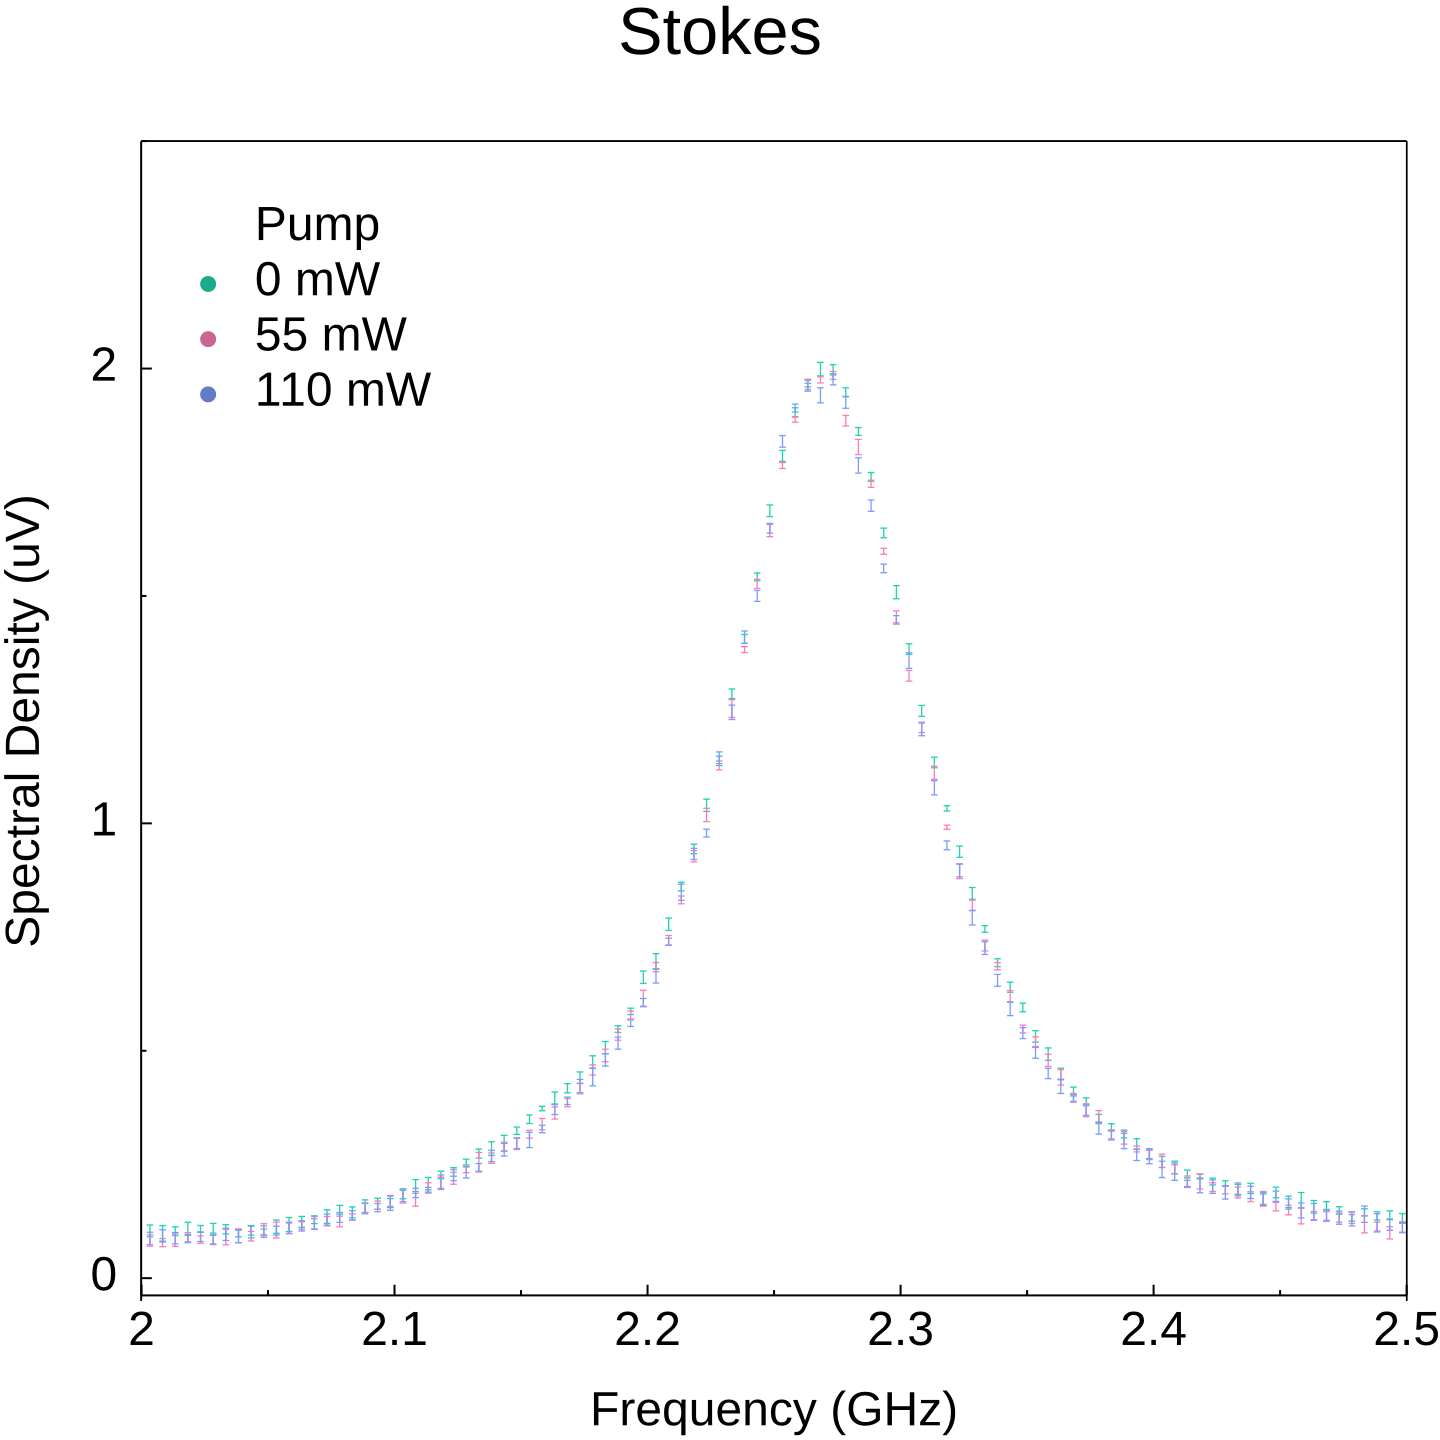 Stokes
Pump
0 mW
55 mW
110 mW
2
1
0
Spectral Density (uV)
2
2.1
2.2
2.3
2.4
2.5
Frequency (GHz)